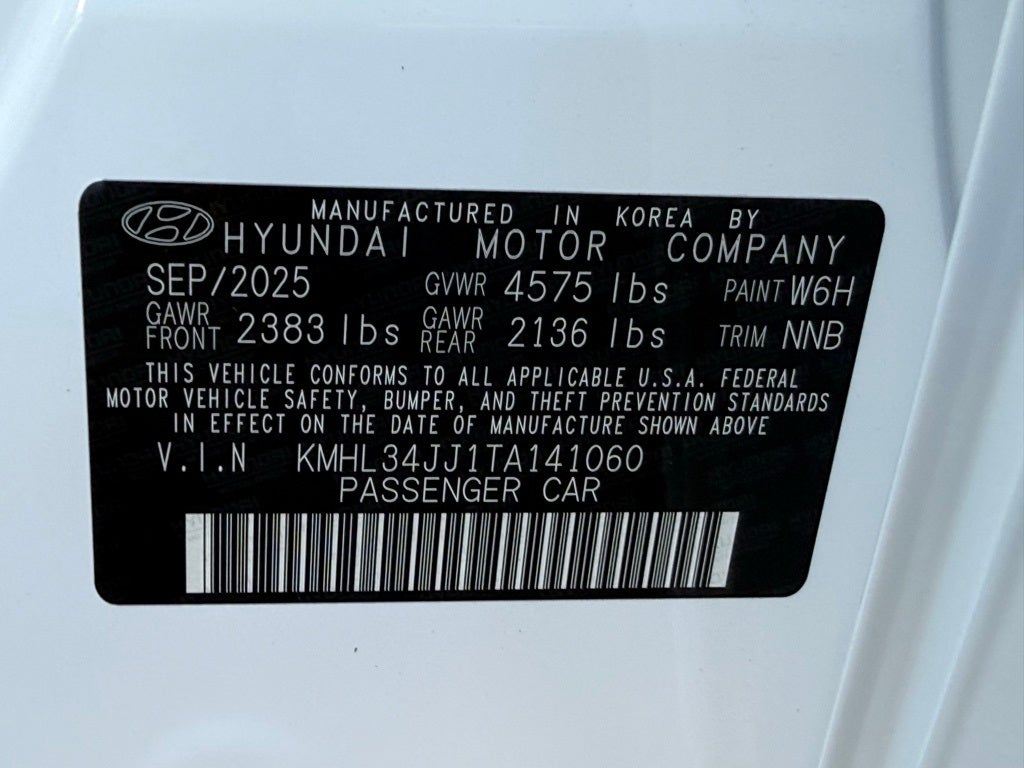 MANUFACTURED IN KOREA BY
HYUNDAI MOTOR COMPANY
SEP/2025 GVWR 4575 lbs PAINT W6H
GAWR FRONT 2383 lbs GAWR REAR 2136 lbs TRIM NNB
THIS VEHICLE CONFORMS TO ALL APPLICABLE U.S.A. FEDERAL
MOTOR VEHICLE SAFETY, BUMPER, AND THEFT PREVENTION STANDARDS
IN EFFECT ON THE DATE OF MANUFACTURE SHOWN ABOVE
V.I.N KMHL34JJ1TA141060
PASSENGER CAR